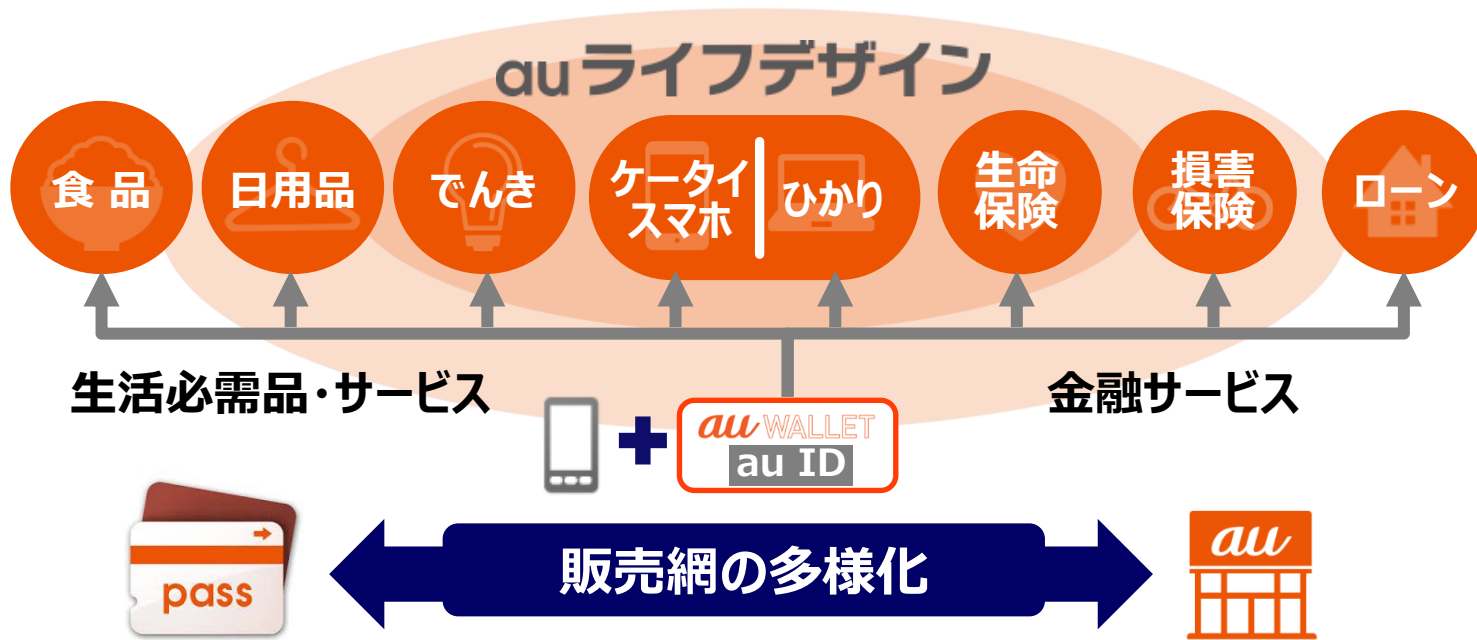 auライフデザイン
食 品
日用品
でんき
ケータイ
スマホ
ひかり
生命
保険
損害
保険
ローン
生活必需品・サービス
金融サービス
au WALLET
au ID
pass
販売網の多様化
au